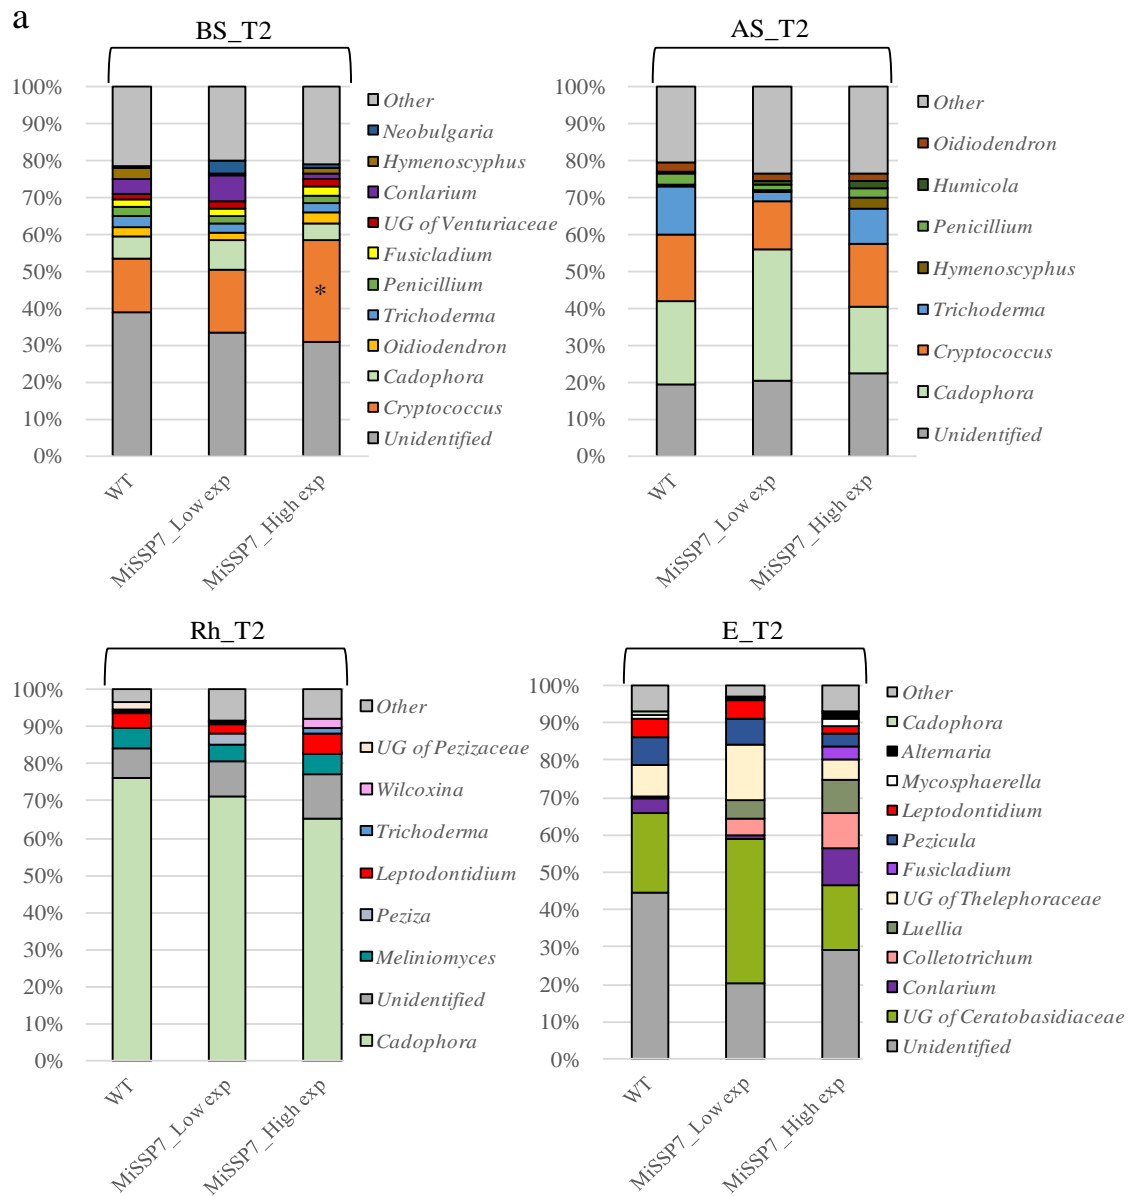 a
BS_T2
100%
90%
80%
70%
60%
50%
40%
30%
20%
10%
0%
*
WT
MiSSP7_Low exp
MiSSP7_High exp
Other
Neobulgaria
Hymenoscyphus
Conlarium
UG of Venturiaceae
Fusicladium
Penicillium
Trichoderma
Oidiodendron
Cadophora
Cryptococcus
Unidentified
AS_T2
100%
90%
80%
70%
60%
50%
40%
30%
20%
10%
0%
WT
MiSSP7_Low exp
MiSSP7_High exp
Other
Oidiodendron
Humicola
Penicillium
Hymenoscyphus
Trichoderma
Cryptococcus
Cadophora
Unidentified
Rh_T2
100%
90%
80%
70%
60%
50%
40%
30%
20%
10%
0%
WT
MiSSP7_Low exp
MiSSP7_High exp
Other
UG of Pezizaceae
Wilcoxina
Trichoderma
Leptodontidium
Peziza
Meliniomyces
Unidentified
Cadophora
E_T2
100%
90%
80%
70%
60%
50%
40%
30%
20%
10%
0%
WT
MiSSP7_Low exp
MiSSP7_High exp
Other
Cadophora
Alternaria
Mycosphaerella
Leptodontidium
Pezicula
Fusicladium
UG of Thelephoraceae
Luellia
Colletotrichum
Conlarium
UG of Ceratobasidiaceae
Unidentified